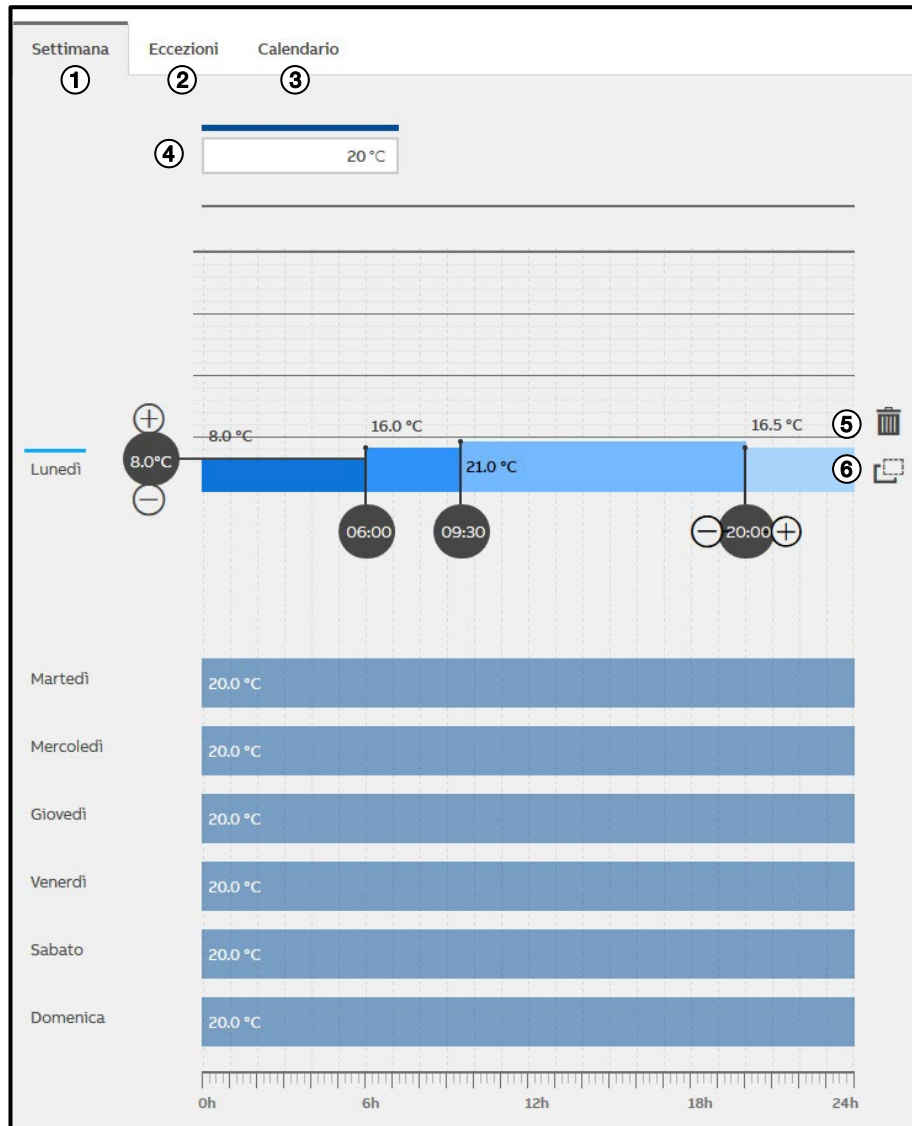 Settimana Eccezioni Calendario
① ② ③
④ 20 °C
16.0 °C 16.5 °C ⑤
8.0 °C
8.0°C 21.0 °C
Lunedì ⑥
06:00 09:30 20:00
Martedì 20.0 °C
Mercoledì 20.0 °C
Giovedì 20.0 °C
Venerdì 20.0 °C
Sabato 20.0 °C
Domenica 20.0 °C
0h 6h 12h 18h 24h